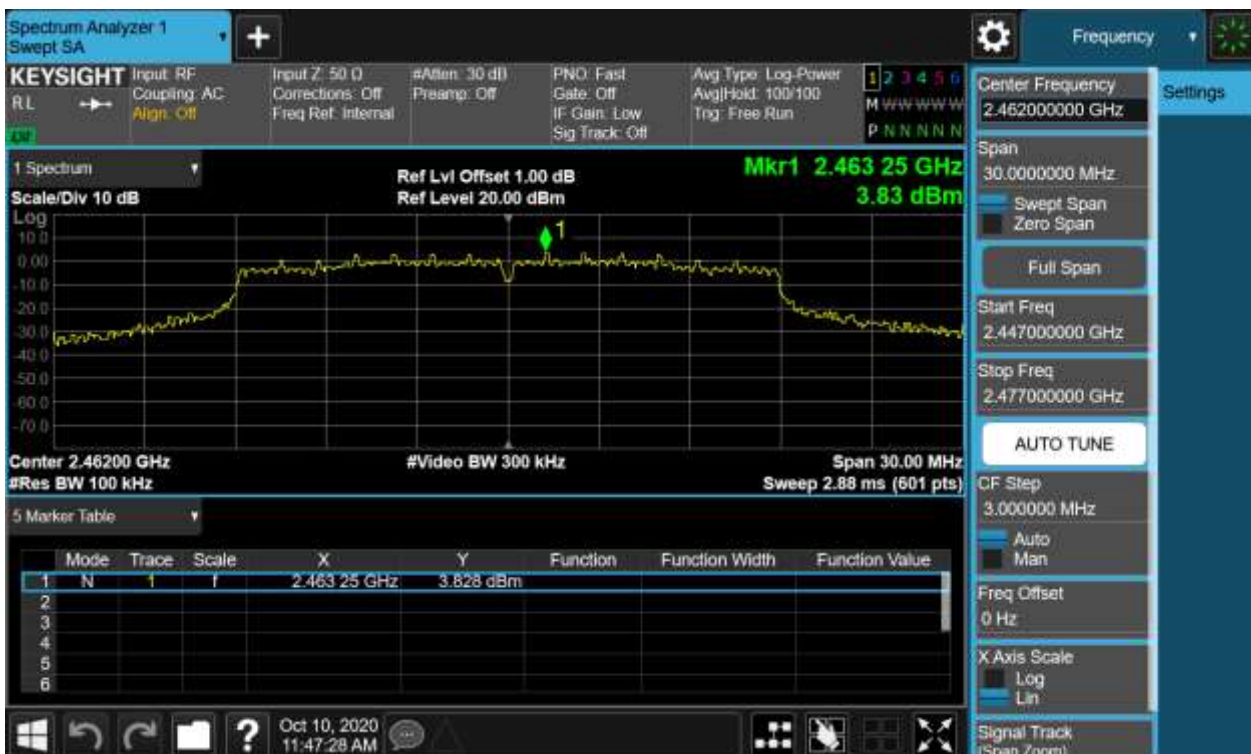 Spectrum Analyzer 1
Swept SA
+
Frequency
KEYSIGHT
RL
Input: RF
Coupling: AC
Align: Off
Input Z: 50 Ω
Corrections: Off
Freq Ref: Internal
#Atten: 30 dB
Preamp: Off
PNO: Fast
Gate: Off
IF Gain: Low
Sig Track: Off
Avg Type: Log-Power
Avg|Hold: 100/100
Trig: Free Run
1 2 3 4 5 6
M W W W W W
P N N N N N
Center Frequency
2.462000000 GHz
Settings
Span
30.0000000 MHz
Swept Span
Zero Span
Full Span
Start Freq
2.447000000 GHz
Stop Freq
2.477000000 GHz
AUTO TUNE
CF Step
3.000000 MHz
Auto
Man
Freq Offset
0 Hz
X Axis Scale
Log
Lin
Signal Track
(Span Zoom)
1 Spectrum
Scale/Div 10 dB
Ref Lvl Offset 1.00 dB
Ref Level 20.00 dBm
Mkr1 2.463 25 GHz
3.83 dBm
Log
10.0
0.00
-10.0
-20.0
-30.0
-40.0
-50.0
-60.0
-70.0
1
Center 2.46200 GHz
#Video BW 300 kHz
Span 30.00 MHz
#Res BW 100 kHz
Sweep 2.88 ms (601 pts)
5 Marker Table
Mode Trace Scale X Y Function Function Width Function Value
1 N 1 f 2.463 25 GHz 3.828 dBm
2
3
4
5
6
?
Oct 10, 2020
11:47:28 AM